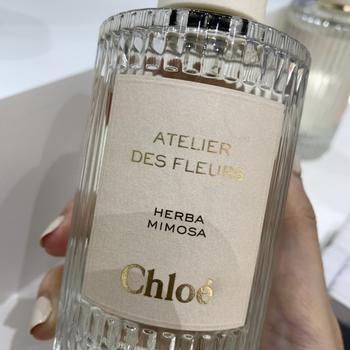 ATELIER
DES FLEURS
HERBA
MIMOSA
Chloé